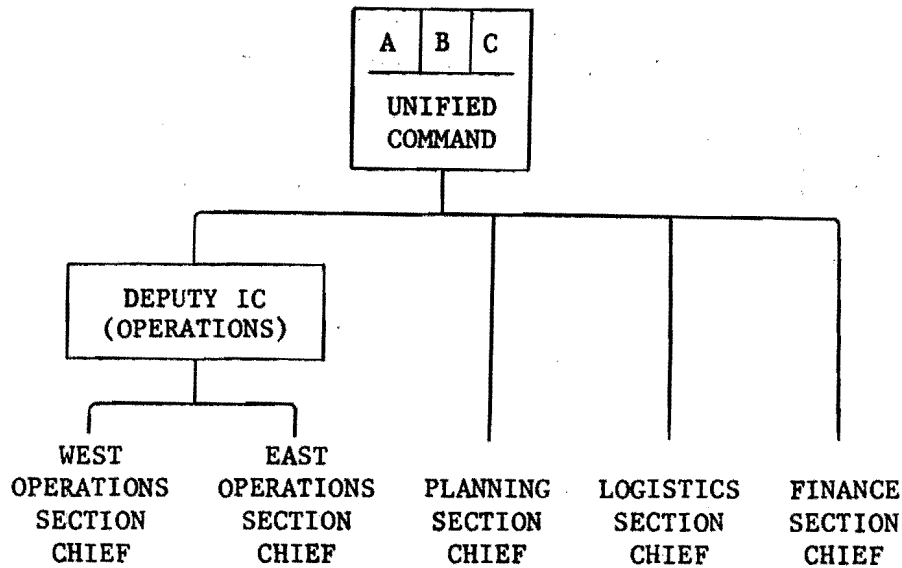 A B C
UNIFIED
COMMAND
DEPUTY IC
(OPERATIONS)
WEST
OPERATIONS
SECTION
CHIEF
EAST
OPERATIONS
SECTION
CHIEF
PLANNING
SECTION
CHIEF
LOGISTICS
SECTION
CHIEF
FINANCE
SECTION
CHIEF